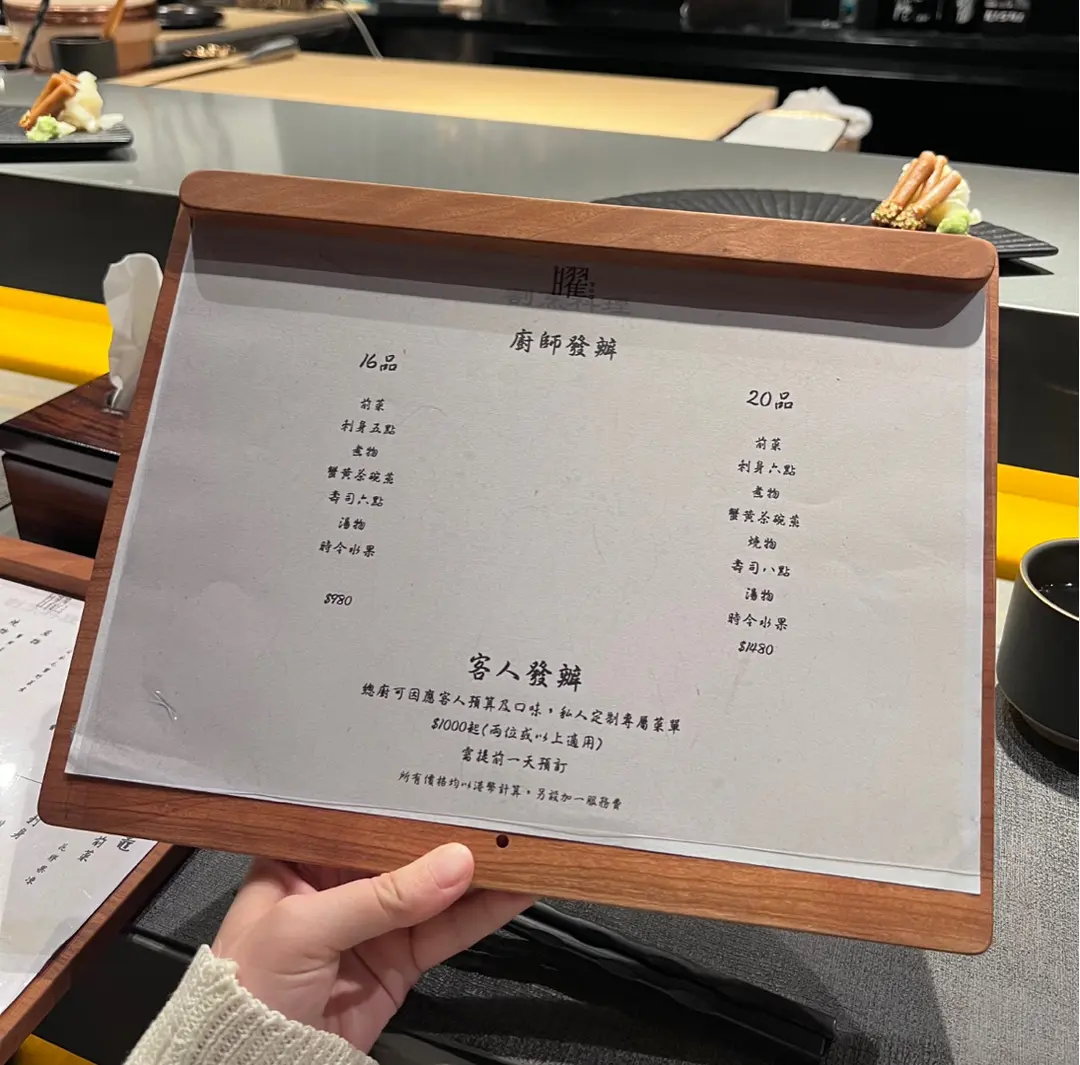 曜
割烹料理
廚師發辦
16品
前菜
刺身五點
煮物
蟹黃茶碗蒸
壽司六點
湯物
時令水果
$980
20品
前菜
刺身六點
煮物
蟹黃茶碗蒸
燒物
壽司八點
湯物
時令水果
$1480
客人發辦
總廚可因應客人預算及口味,私人定制專屬菜單
$1000起(兩位或以上適用)
需提前一天預訂
所有價格均以港幣計算,另設加一服務費